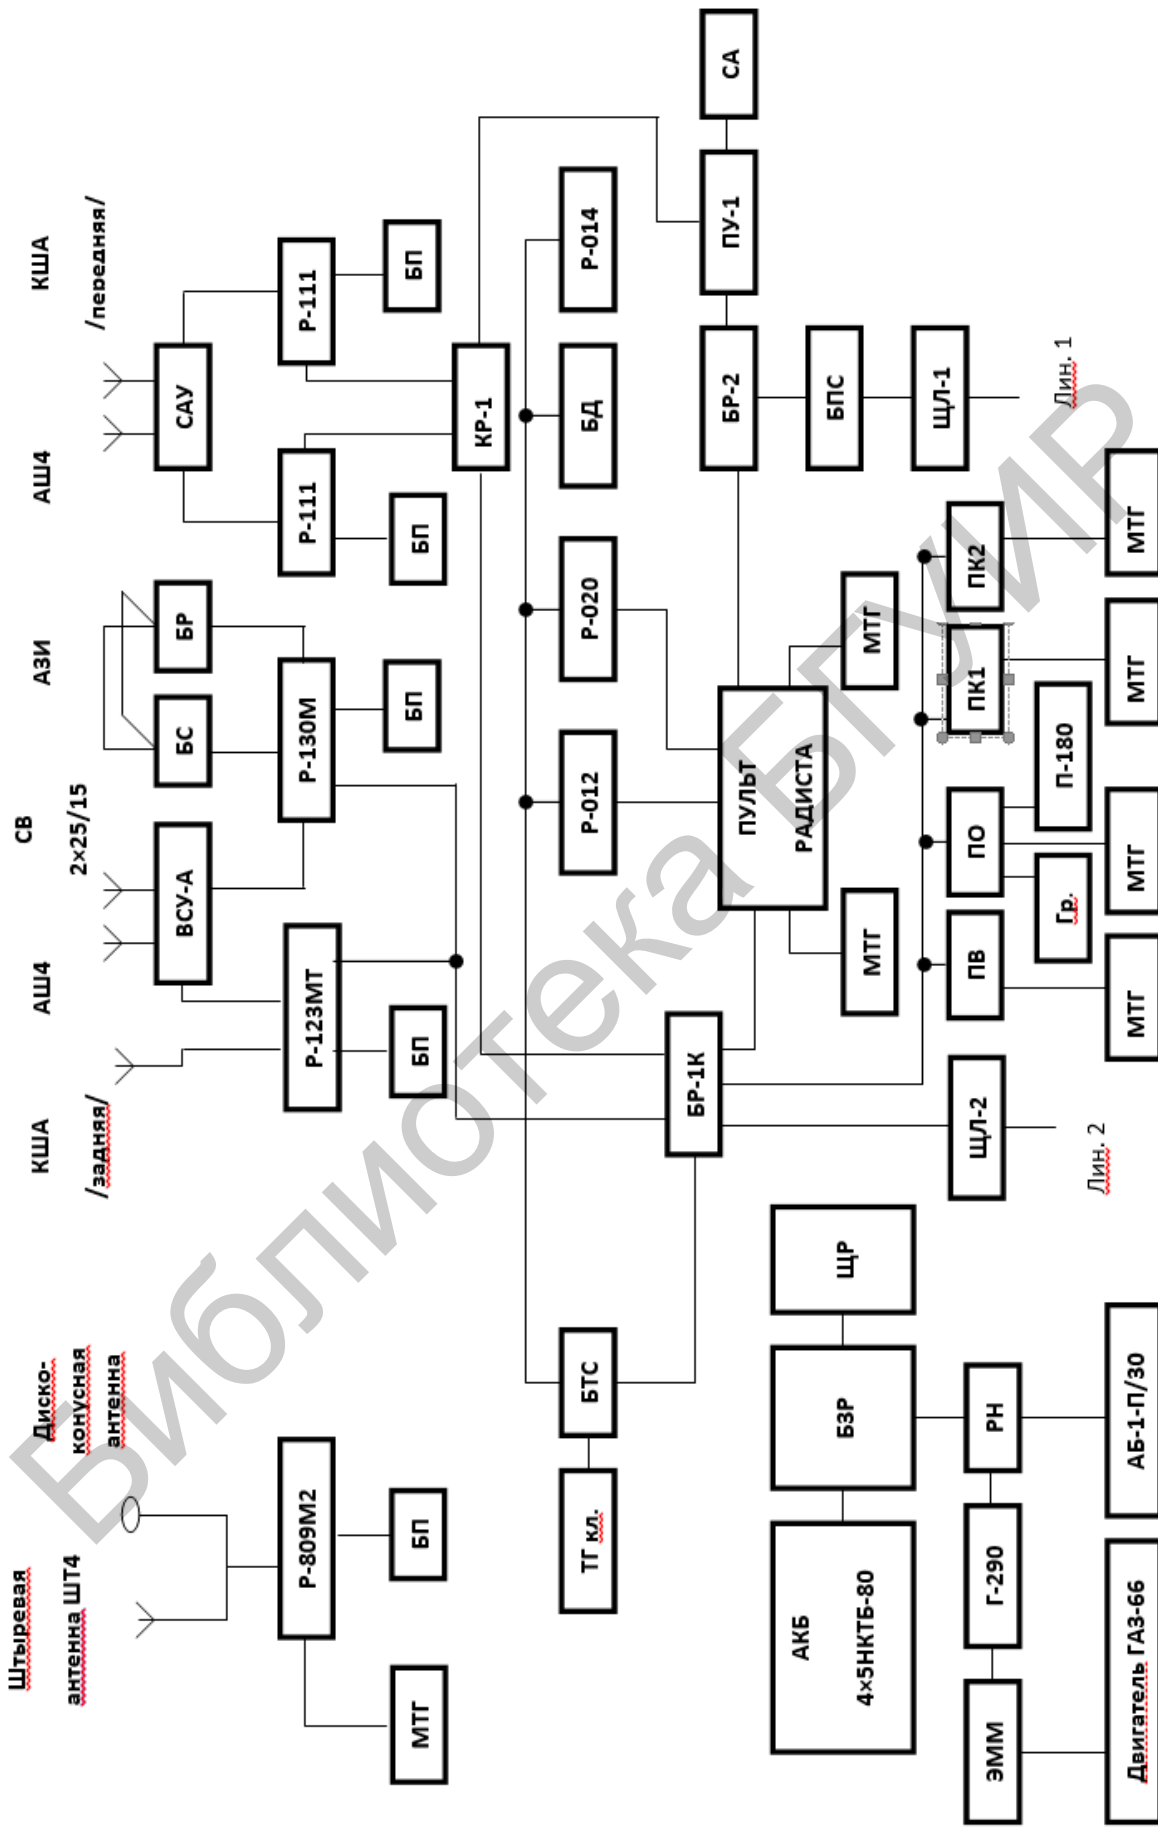 Штыревая
антенна ШТ4
Диско-
конусная
антенна
КША
/задняя/
АШ4
СВ
2×25/15
АЗИ
АШ4
КША
/передняя/
ВСУ-А
БС
БР
САУ
Р-809М2
Р-123МТ
Р-130М
Р-111
Р-111
МТГ
БП
БП
БП
БП
БП
КР-1
ТГ кл.
БТС
Р-012
Р-020
БД
Р-014
БР-1К
ПУЛЬТ
РАДИСТА
БР-2
ПУ-1
СА
АКБ
4×5НКТБ-80
БЗР
ЩР
МТГ
МТГ
БПС
ЩЛ-1
Лин. 1
ЭММ
Г-290
РН
ЩЛ-2
Лин. 2
ПВ
ПО
ПК1
ПК2
Гр.
П-180
Двигатель ГАЗ-66
АБ-1-П/30
МТГ
МТГ
МТГ
МТГ
Библиотека БГУИР